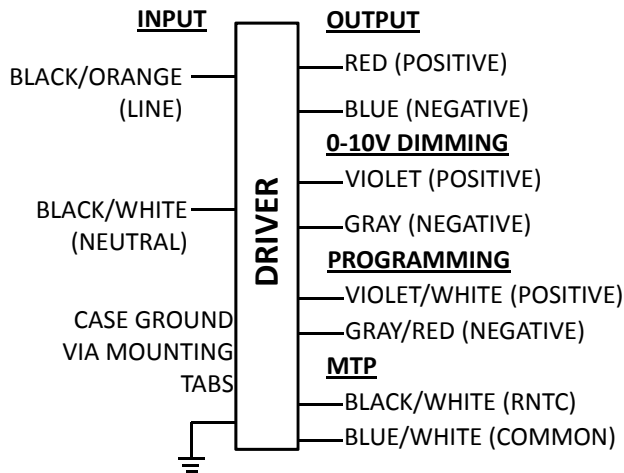 INPUT
BLACK/ORANGE
(LINE)
BLACK/WHITE
(NEUTRAL)
CASE GROUND
VIA MOUNTING
TABS
DRIVER
OUTPUT
RED (POSITIVE)
BLUE (NEGATIVE)
0-10V DIMMING
VIOLET (POSITIVE)
GRAY (NEGATIVE)
PROGRAMMING
VIOLET/WHITE (POSITIVE)
GRAY/RED (NEGATIVE)
MTP
BLACK/WHITE (RNTC)
BLUE/WHITE (COMMON)